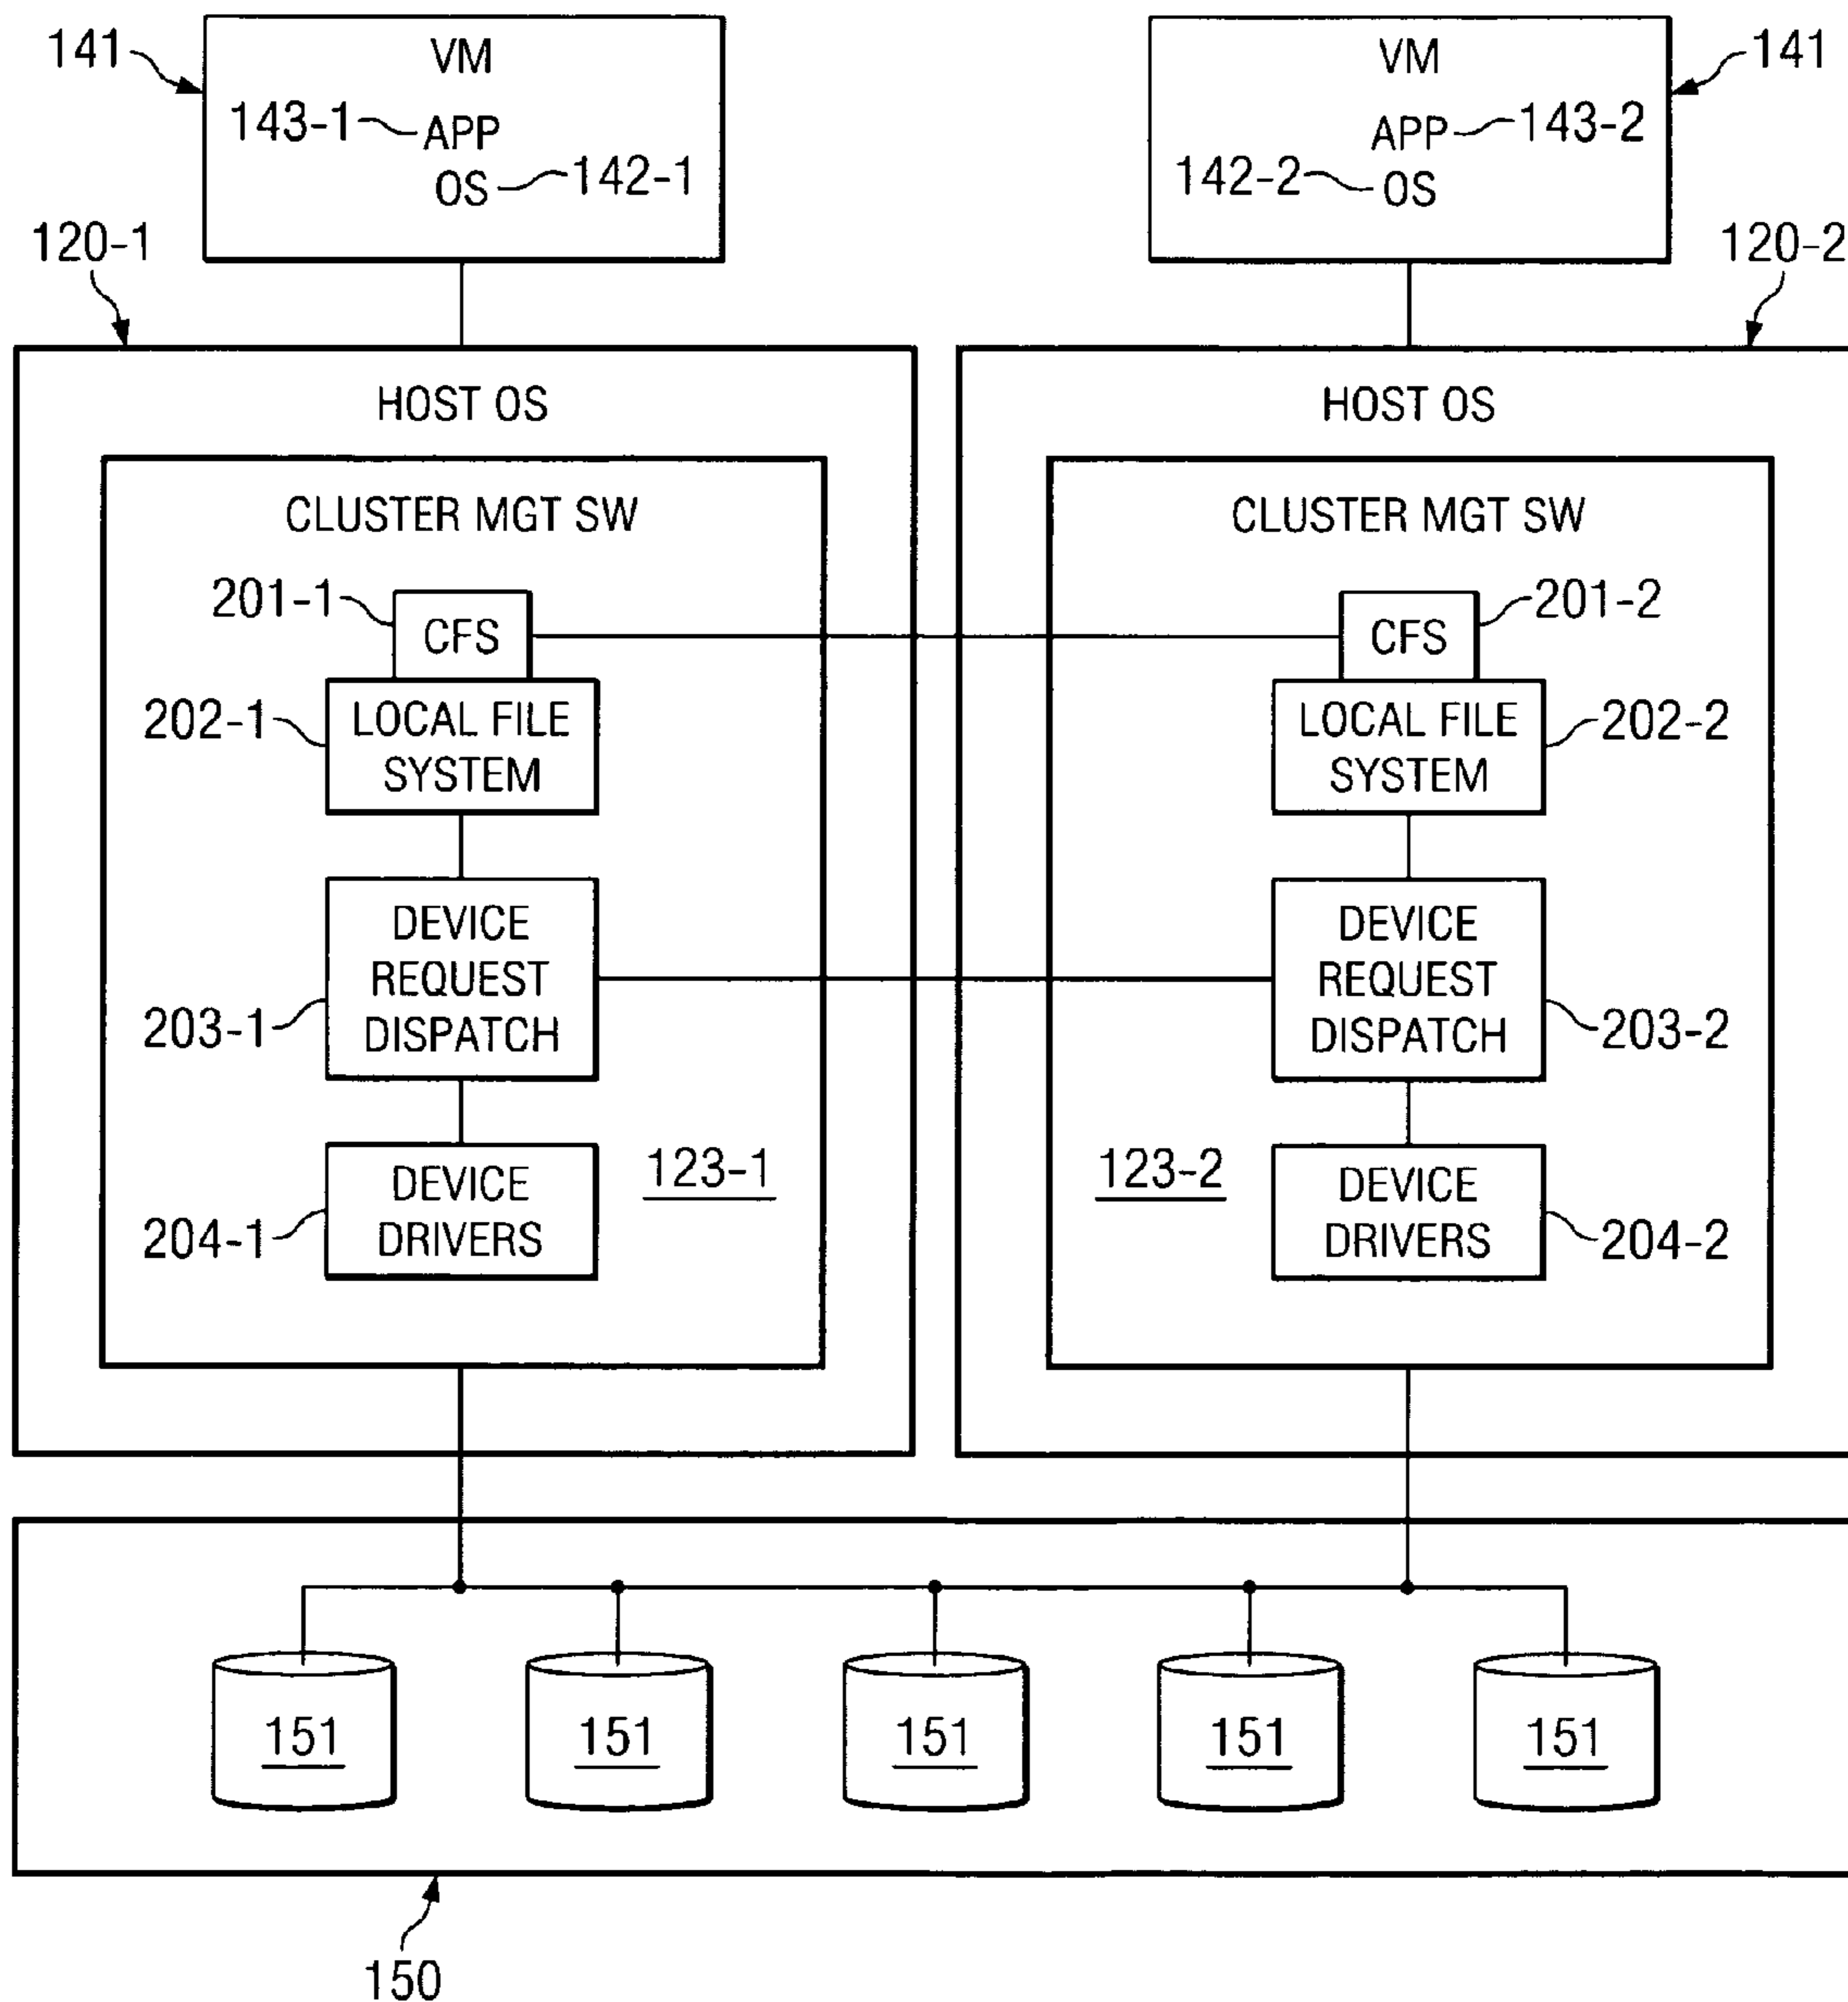 VM
141
143-1
APP
OS
142-1
VM
141
APP
143-2
142-2
OS
120-1
120-2
HOST OS
CLUSTER MGT SW
201-1
CFS
202-1
LOCAL FILE
SYSTEM
203-1
DEVICE
REQUEST
DISPATCH
204-1
DEVICE
DRIVERS
123-1
HOST OS
CLUSTER MGT SW
CFS
201-2
LOCAL FILE
SYSTEM
202-2
DEVICE
REQUEST
DISPATCH
203-2
123-2
DEVICE
DRIVERS
204-2
151
151
151
151
151
150